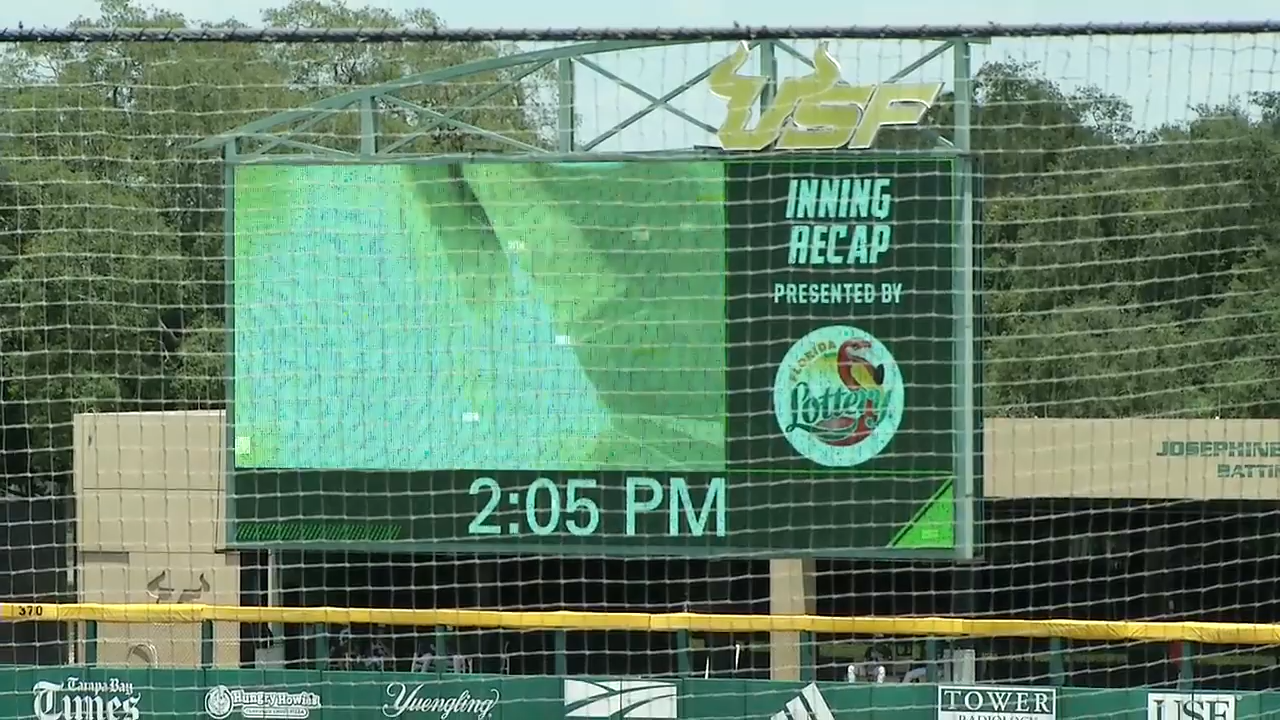 USF
INNING
RECAP
PRESENTED BY
FLORIDA
Lottery
2:05 PM
JOSEPHINE
370
Tampa Bay
Times
Hungry Howie's
Yuengling
TOWER
RADIOLOGY
USF